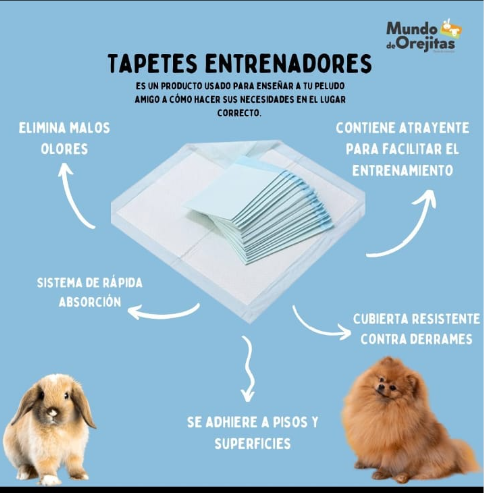 Mundo
de Orejitas
TAPETES ENTRENADORES
ES UN PRODUCTO USADO PARA ENSEÑAR A TU PELUDO
AMIGO A CÓMO HACER SUS NECESIDADES EN EL LUGAR
CORRECTO.
ELIMINA MALOS
OLORES
CONTIENE ATRAYENTE
PARA FACILITAR EL
ENTRENAMIENTO
SISTEMA DE RÁPIDA
ABSORCIÓN
CUBIERTA RESISTENTE
CONTRA DERRAMES
SE ADHIERE A PISOS Y
SUPERFICIES